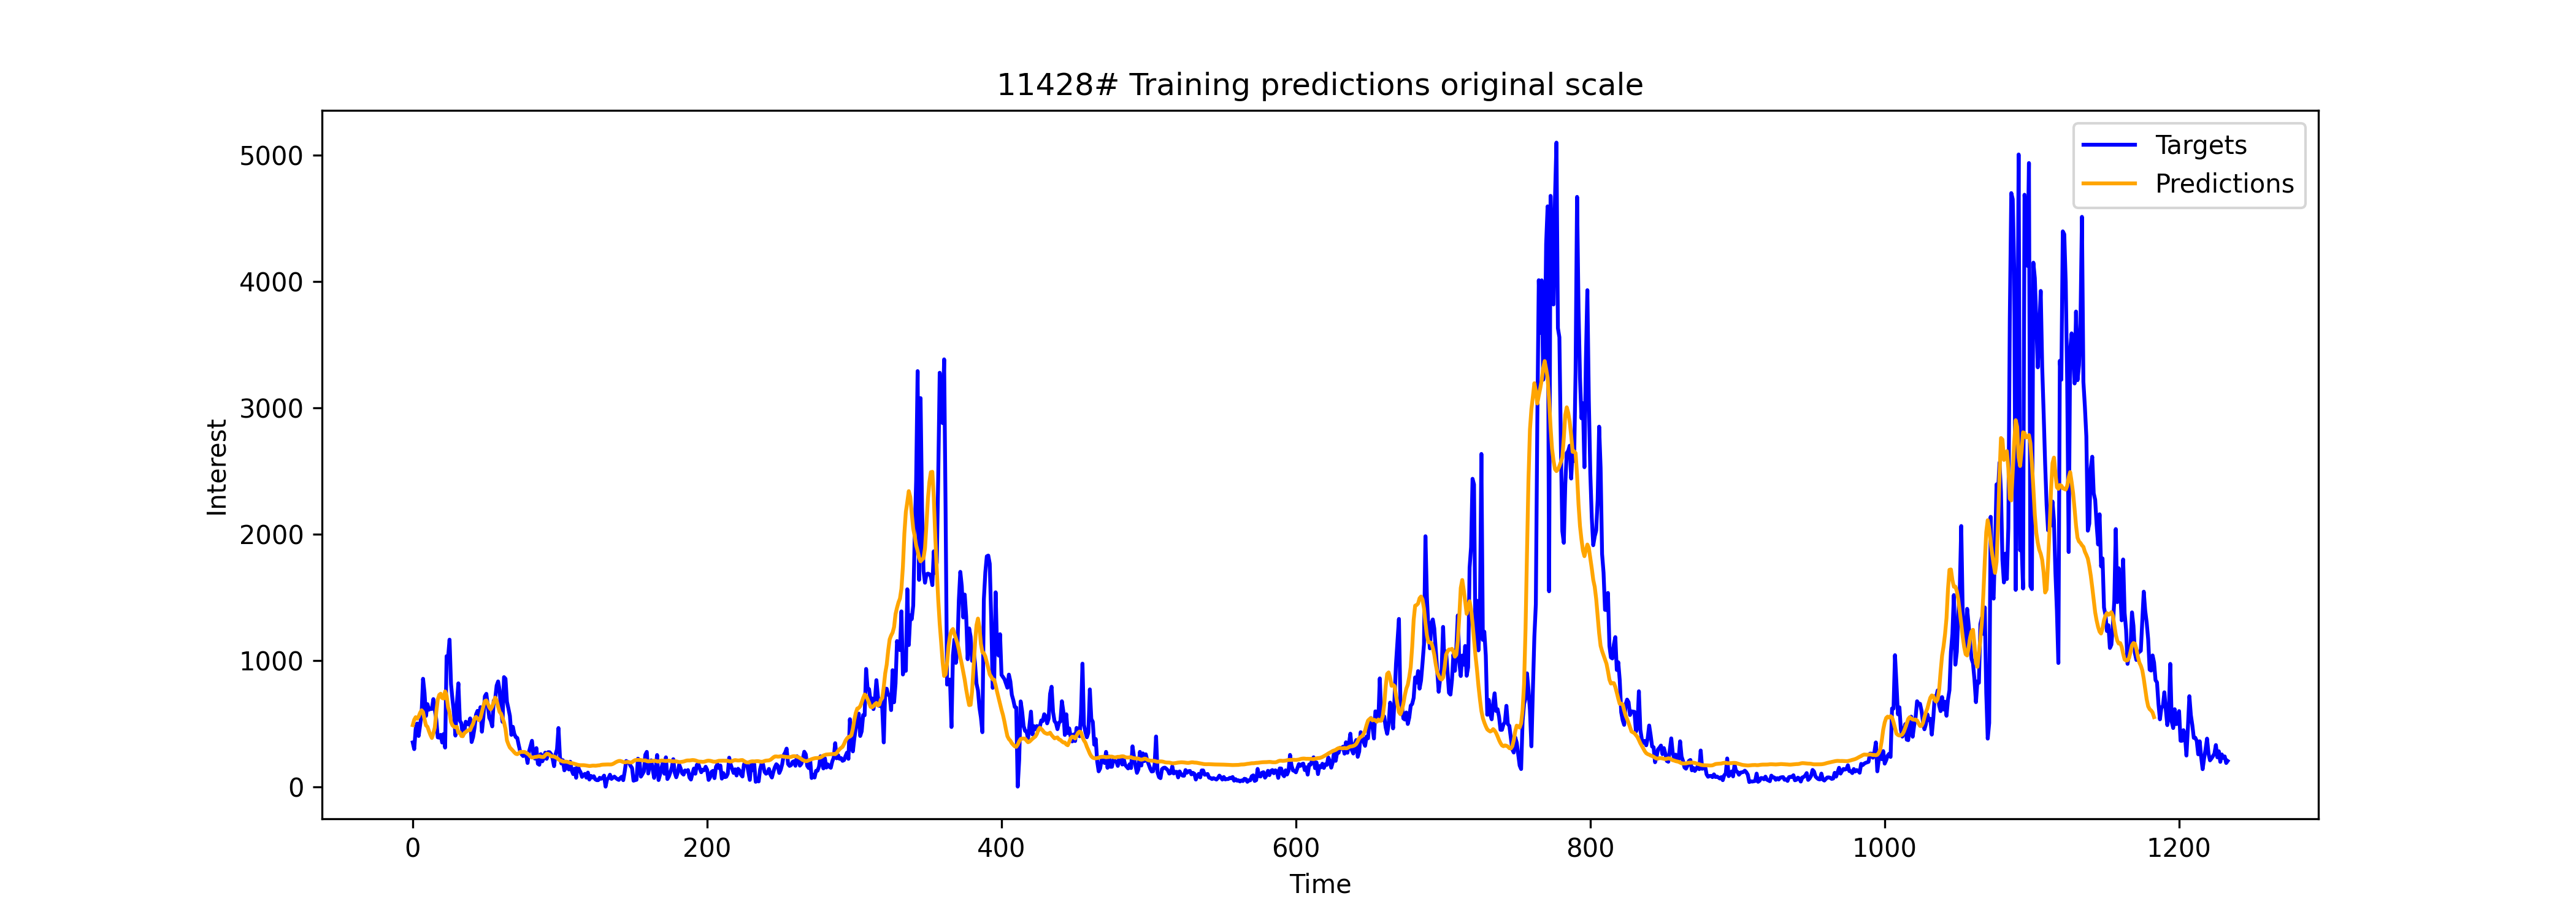 11428# Training predictions original scale
Targets
Predictions
5000
4000
3000
2000
1000
0
Interest
0 200 400 600 800 1000 1200
Time